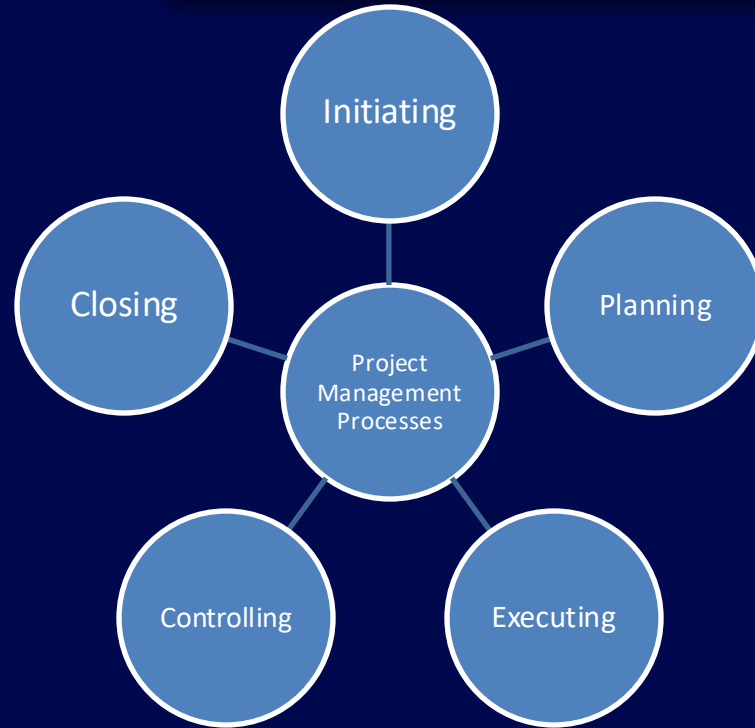 Initiating
Closing
Planning
Project
Management
Processes
Controlling
Executing